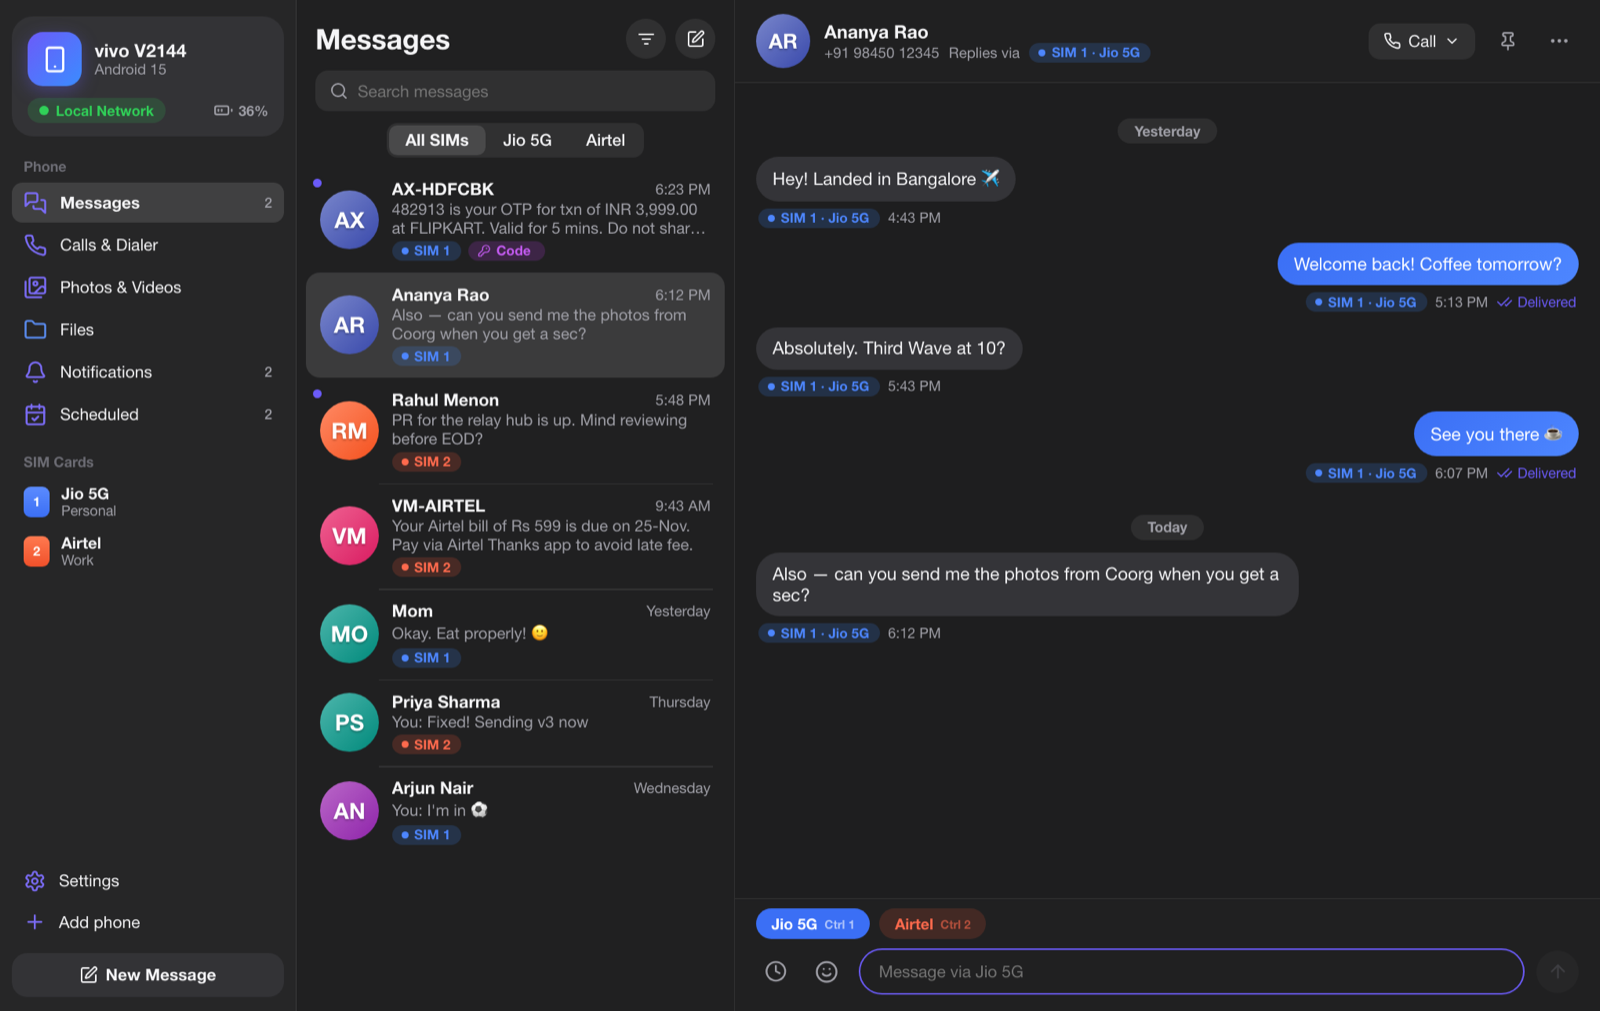 vivo V2144
Android 15
Local Network
36%
Phone
Messages 2
Calls & Dialer
Photos & Videos
Files
Notifications 2
Scheduled 2
SIM Cards
1 Jio 5G
Personal
2 Airtel
Work
Settings
Add phone
New Message
Messages
Search messages
All SIMs Jio 5G Airtel
AX
AX-HDFCBK 6:23 PM
482913 is your OTP for txn of INR 3,999.00
at FLIPKART. Valid for 5 mins. Do not shar…
SIM 1 Code
AR
Ananya Rao 6:12 PM
Also — can you send me the photos from
Coorg when you get a sec?
SIM 1
RM
Rahul Menon 5:48 PM
PR for the relay hub is up. Mind reviewing
before EOD?
SIM 2
VM
VM-AIRTEL 9:43 AM
Your Airtel bill of Rs 599 is due on 25-Nov.
Pay via Airtel Thanks app to avoid late fee.
SIM 2
MO
Mom Yesterday
Okay. Eat properly! 🙂
SIM 1
PS
Priya Sharma Thursday
You: Fixed! Sending v3 now
SIM 2
AN
Arjun Nair Wednesday
You: I'm in ⚽
SIM 1
AR
Ananya Rao
+91 98450 12345 Replies via SIM 1 · Jio 5G
Call
Yesterday
Hey! Landed in Bangalore ✈️
SIM 1 · Jio 5G 4:43 PM
Welcome back! Coffee tomorrow?
SIM 1 · Jio 5G 5:13 PM Delivered
Absolutely. Third Wave at 10?
SIM 1 · Jio 5G 5:43 PM
See you there ☕
SIM 1 · Jio 5G 6:07 PM Delivered
Today
Also — can you send me the photos from Coorg when you get a
sec?
SIM 1 · Jio 5G 6:12 PM
Jio 5G Ctrl 1 Airtel Ctrl 2
Message via Jio 5G